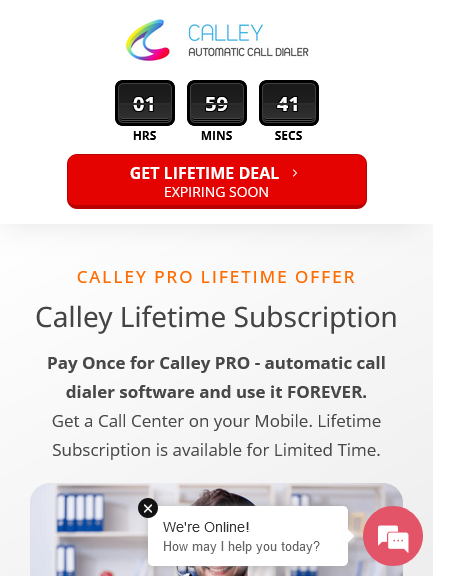 CALLEY
AUTOMATIC CALL DIALER
01 59 41
HRS MINS SECS
GET LIFETIME DEAL
EXPIRING SOON
CALLEY PRO LIFETIME OFFER
Calley Lifetime Subscription
Pay Once for Calley PRO - automatic call
dialer software and use it FOREVER.
Get a Call Center on your Mobile. Lifetime
Subscription is available for Limited Time.
We're Online!
How may I help you today?